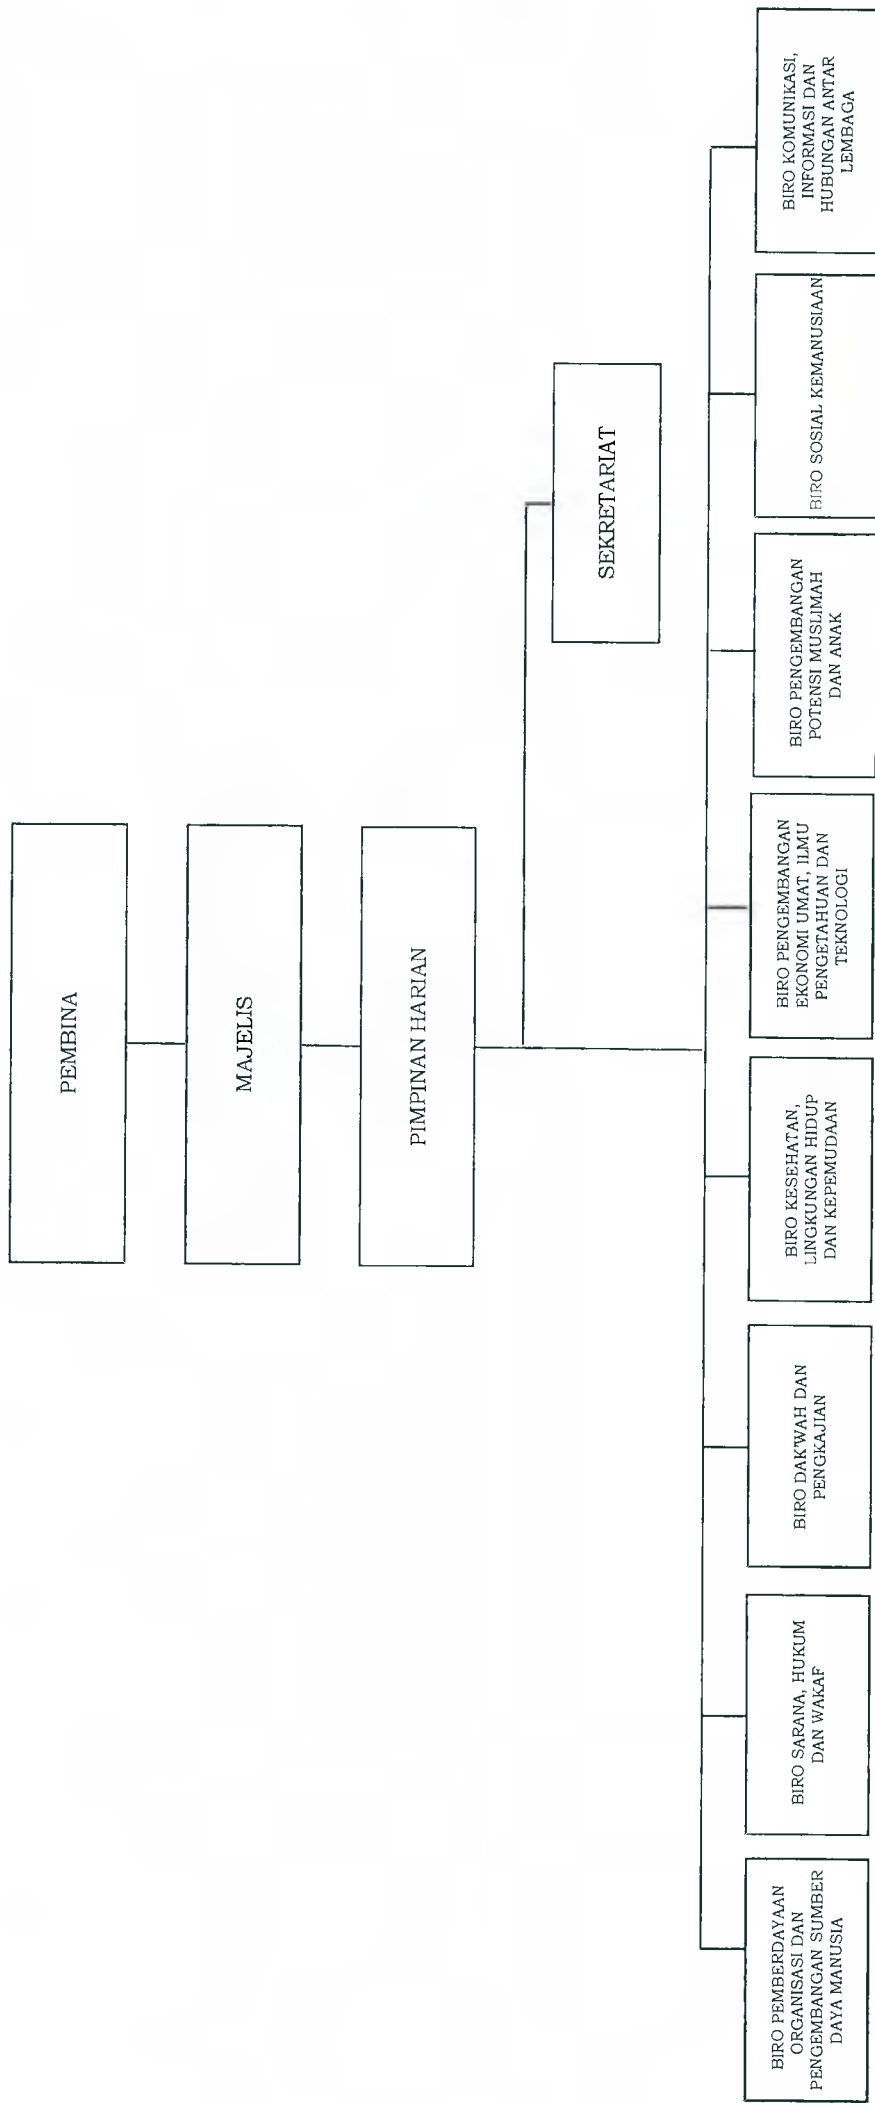 PEMBINA
MAJELIS
PIMPINAN HARIAN
SEKRETARIAT
BIRO PEMBERDAYAAN
ORGANISASI DAN
PENGEMBANGAN SUMBER
DAYA MANUSIA
BIRO SARANA, HUKUM
DAN WAKAF
BIRO DAK'WAH DAN
PENGKAJIAN
BIRO KESEHATAN,
LINGKUNGAN HIDUP
DAN KEPEMUDAAN
BIRO PENGEMBANGAN
EKONOMI UMAT, ILMU
PENGETAHUAN DAN
TEKNOLOGI
BIRO PENGEMBANGAN
POTENSI MUSLIMAH
DAN ANAK
BIRO SOSIAL KEMANUSIAAN
BIRO KOMUNIKASI,
INFORMASI DAN
HUBUNGAN ANTAR
LEMBAGA